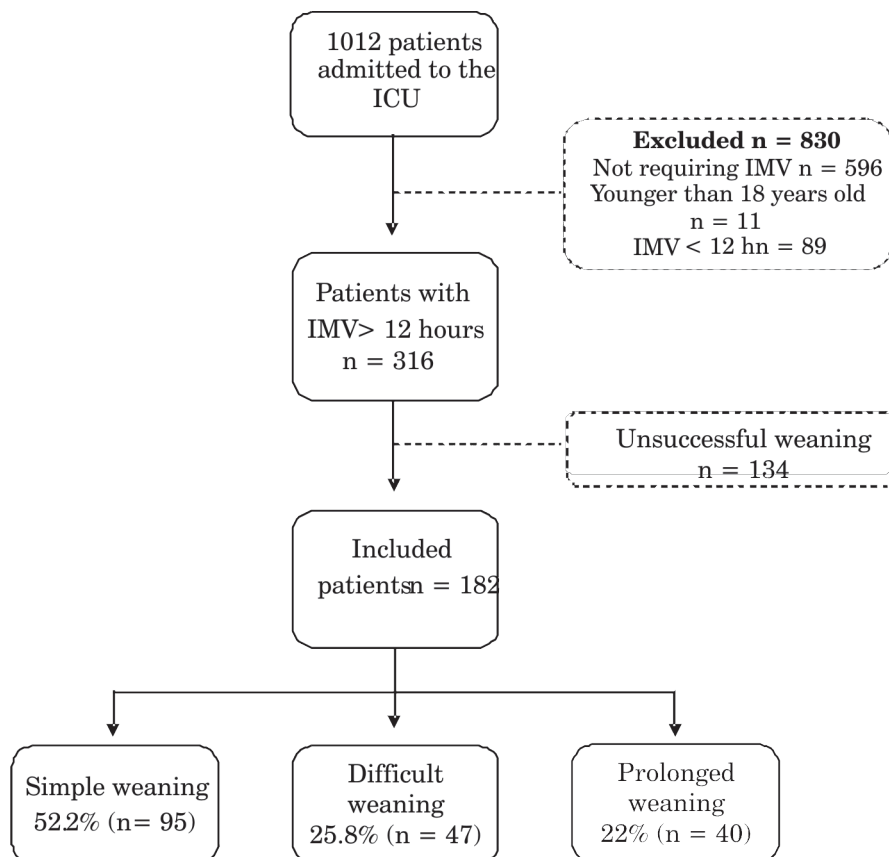 1012 patients
admitted to the
ICU
Excluded n = 830
Not requiring IMV n = 596
Younger than 18 years old
n = 11
IMV < 12 hn = 89
Patients with
IMV> 12 hours
n = 316
Unsuccessful weaning
n = 134
Included
patientsn = 182
Simple weaning
52.2% (n= 95)
Difficult
weaning
25.8% (n = 47)
Prolonged
weaning
22% (n = 40)